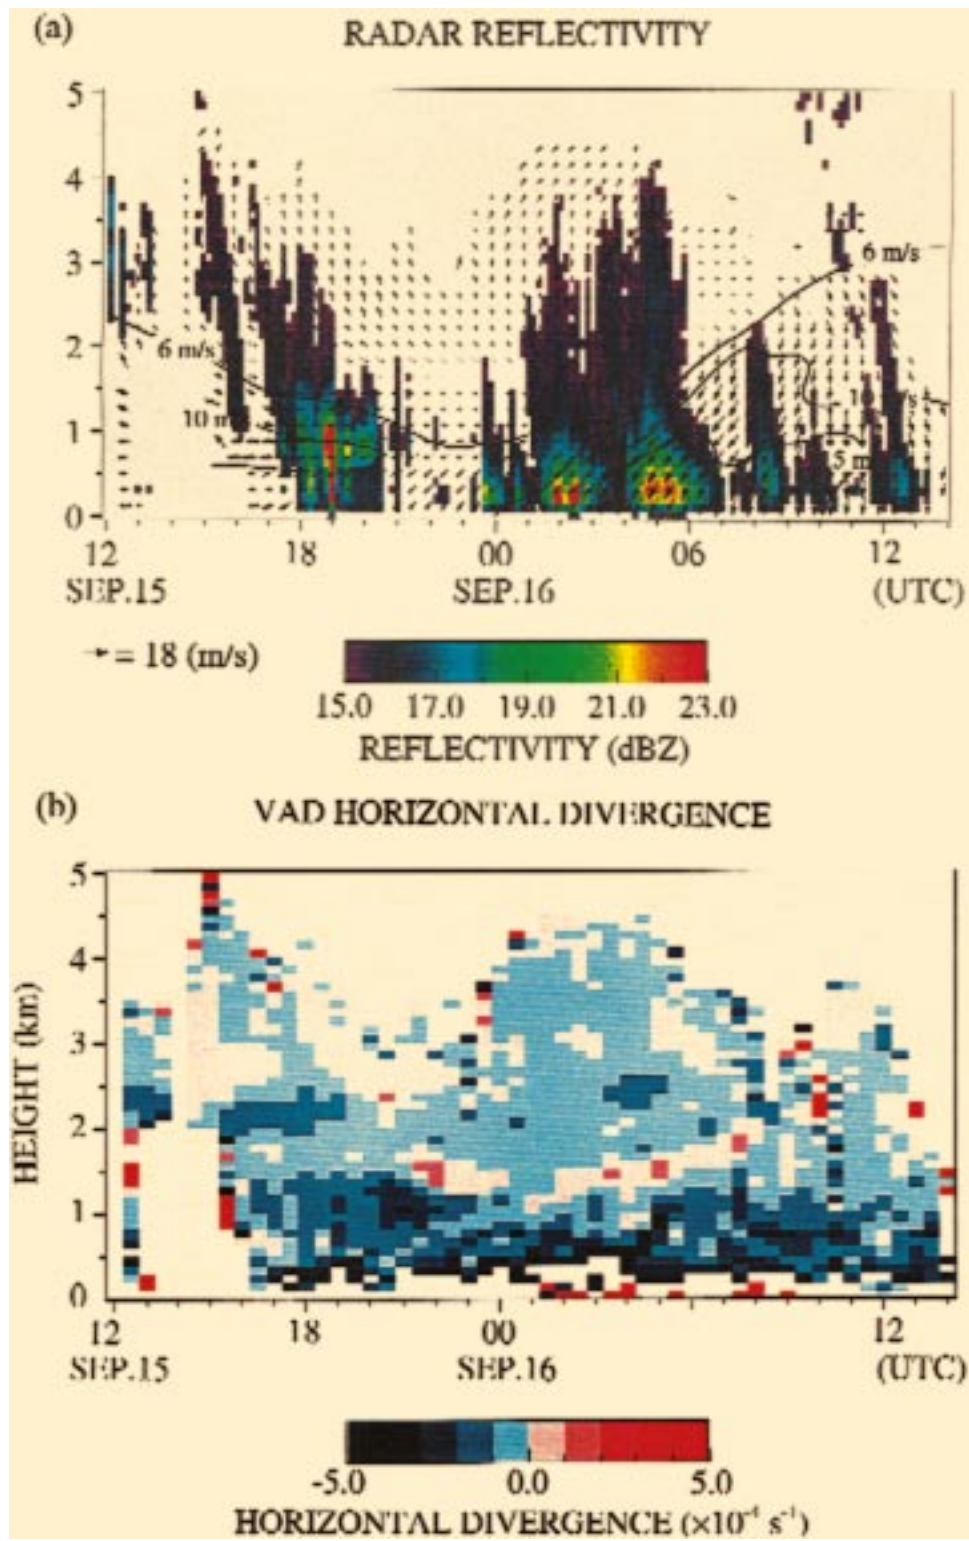 (a)
RADAR REFLECTIVITY
5
4
3
2
1
0
6 m/s
6 m/s
10 m
5 m
12
18
00
06
12
SEP.15
SEP.16
(UTC)
= 18 (m/s)
15.0 17.0 19.0 21.0 23.0
REFLECTIVITY (dBZ)
(b)
VAD HORIZONTAL DIVERGENCE
5
4
3
2
1
0
HEIGHT (km)
12
18
00
12
SEP.15
SEP.16
(UTC)
-5.0 0.0 5.0
HORIZONTAL DIVERGENCE (×10⁻⁴ s⁻¹)